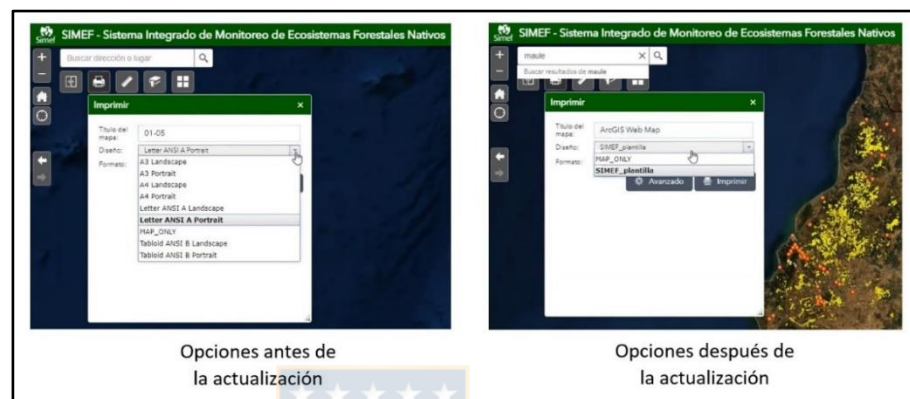 Simef
SIMEF - Sistema Integrado de Monitoreo de Ecosistemas Forestales Nativos
Buscar dirección o lugar
Imprimir
×
Título del mapa:
01-05
Diseño:
Letter ANSI A Portrait
Formato:
A3 Landscape
A3 Portrait
A4 Landscape
A4 Portrait
Letter ANSI A Landscape
Letter ANSI A Portrait
MAP_ONLY
Tabloid ANSI B Landscape
Tabloid ANSI B Portrait
Opciones antes de
la actualización
Simef
SIMEF - Sistema Integrado de Monitoreo de Ecosistemas Forestales Nativos
maule
Buscar resultados de maule
Imprimir
×
Título del mapa:
ArcGIS Web Map
Diseño:
SIMEF_plantilla
Formato:
MAP_ONLY
SIMEF_plantilla
Avanzado
Imprimir
Opciones después de
la actualización